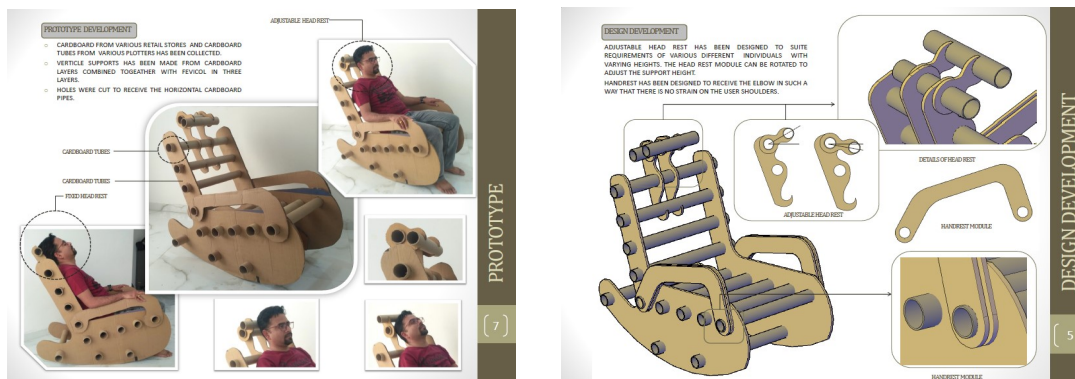 PROTOTYPE DEVELOPMENT
CARDBOARD FROM VARIOUS RETAIL STORES AND CARDBOARD
TUBES FROM VARIOUS PLOTTERS HAS BEEN COLLECTED.
VERTICLE SUPPORTS HAS BEEN MADE FROM CARDBOARD
LAYERS COMBINED TOGEATHER WITH FEVICOL IN THREE
LAYERS.
HOLES WERE CUT TO RECEIVE THE HORIZONTAL CARDBOARD
PIPES.
ADJUSTABLE HEAD REST
CARDBOARD TUBES
CARDBOARD TUBES
FIXED HEAD REST
PROTOTYPE
7
DESIGN DEVELOPMENT
ADJUSTABLE HEAD REST HAS BEEN DESIGNED TO SUITE
REQUIREMENTS OF VARIOUS DIFFERENT INDIVIDUALS WITH
VARYING HEIGHTS. THE HEAD REST MODULE CAN BE ROTATED TO
ADJUST THE SUPPORT HEIGHT.
HANDREST HAS BEEN DESIGNED TO RECEIVE THE ELBOW IN SUCH A
WAY THAT THERE IS NO STRAIN ON THE USER SHOULDERS.
DETAILS OF HEAD REST
ADJUSTABLE HEAD REST
HANDREST MODULE
HANDREST MODULE
DESIGN DEVELOPMENT
5